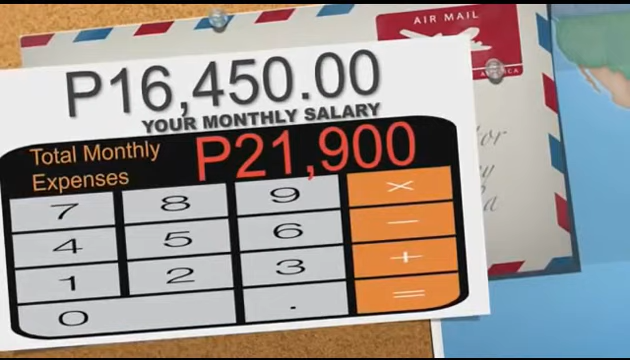 AIR MAIL
P16,450.00
YOUR MONTHLY SALARY
Total Monthly
Expenses
P21,900
7 8 9 ×
4 5 6 −
1 2 3 +
0 . =